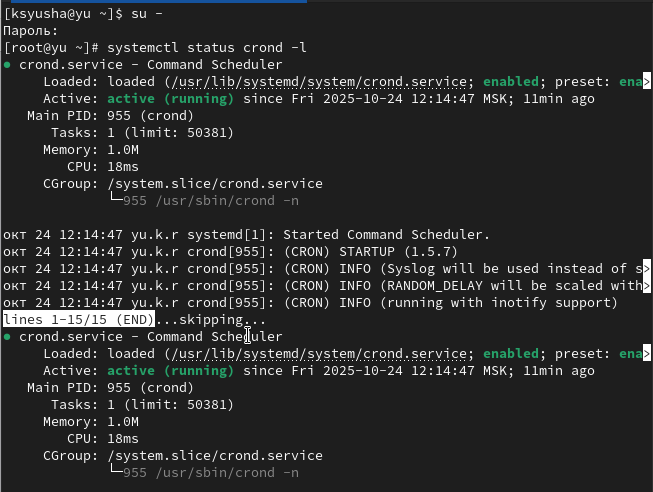 [ksyusha@yu ~]$ su -
Пароль:
[root@yu ~]# systemctl status crond -l
● crond.service - Command Scheduler
     Loaded: loaded (/usr/lib/systemd/system/crond.service; enabled; preset: ena>
     Active: active (running) since Fri 2025-10-24 12:14:47 MSK; 11min ago
   Main PID: 955 (crond)
      Tasks: 1 (limit: 50381)
     Memory: 1.0M
        CPU: 18ms
     CGroup: /system.slice/crond.service
             └─955 /usr/sbin/crond -n

окт 24 12:14:47 yu.k.r systemd[1]: Started Command Scheduler.
окт 24 12:14:47 yu.k.r crond[955]: (CRON) STARTUP (1.5.7)
окт 24 12:14:47 yu.k.r crond[955]: (CRON) INFO (Syslog will be used instead of s>
окт 24 12:14:47 yu.k.r crond[955]: (CRON) INFO (RANDOM_DELAY will be scaled with>
окт 24 12:14:47 yu.k.r crond[955]: (CRON) INFO (running with inotify support)
lines 1-15/15 (END)...skipping...
● crond.service - Command Scheduler
     Loaded: loaded (/usr/lib/systemd/system/crond.service; enabled; preset: ena>
     Active: active (running) since Fri 2025-10-24 12:14:47 MSK; 11min ago
   Main PID: 955 (crond)
      Tasks: 1 (limit: 50381)
     Memory: 1.0M
        CPU: 18ms
     CGroup: /system.slice/crond.service
             └─955 /usr/sbin/crond -n